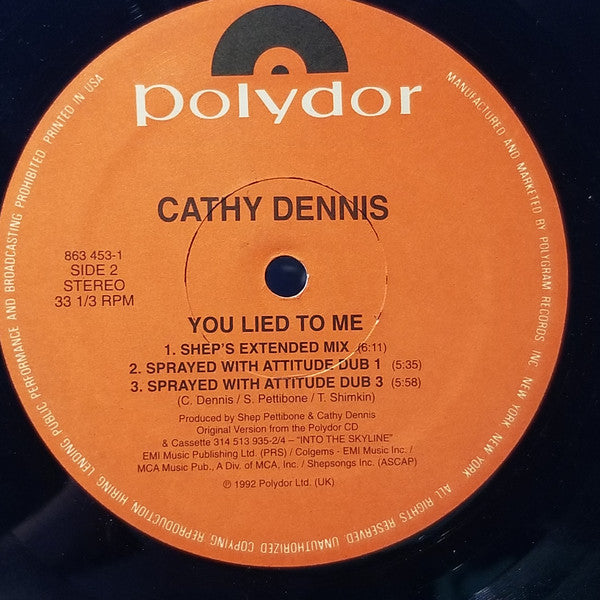 polydor
CATHY DENNIS
863 453-1
SIDE 2
STEREO
33 1/3 RPM
YOU LIED TO ME
1. SHEP'S EXTENDED MIX (6:11)
2. SPRAYED WITH ATTITUDE DUB 1 (5:35)
3. SPRAYED WITH ATTITUDE DUB 3 (5:58)
(C. Dennis / S. Pettibone / T. Shimkin)
Produced by Shep Pettibone & Cathy Dennis
Original Version from the Polydor CD
& Cassette 314 513 935-2/4 – "INTO THE SKYLINE"
EMI Music Publishing Ltd. (PRS) / Colgems - EMI Music Inc. /
MCA Music Pub., A Div. of MCA, Inc. / Shepsongs Inc. (ASCAP)
℗ 1992 Polydor Ltd. (UK)
MANUFACTURED AND MARKETED BY POLYGRAM RECORDS INC. NEW YORK, NEW YORK ALL RIGHTS RESERVED. UNAUTHORIZED COPYING REPRODUCTION HIRING LENDING PUBLIC PERFORMANCE AND BROADCASTING PROHIBITED PRINTED IN USA